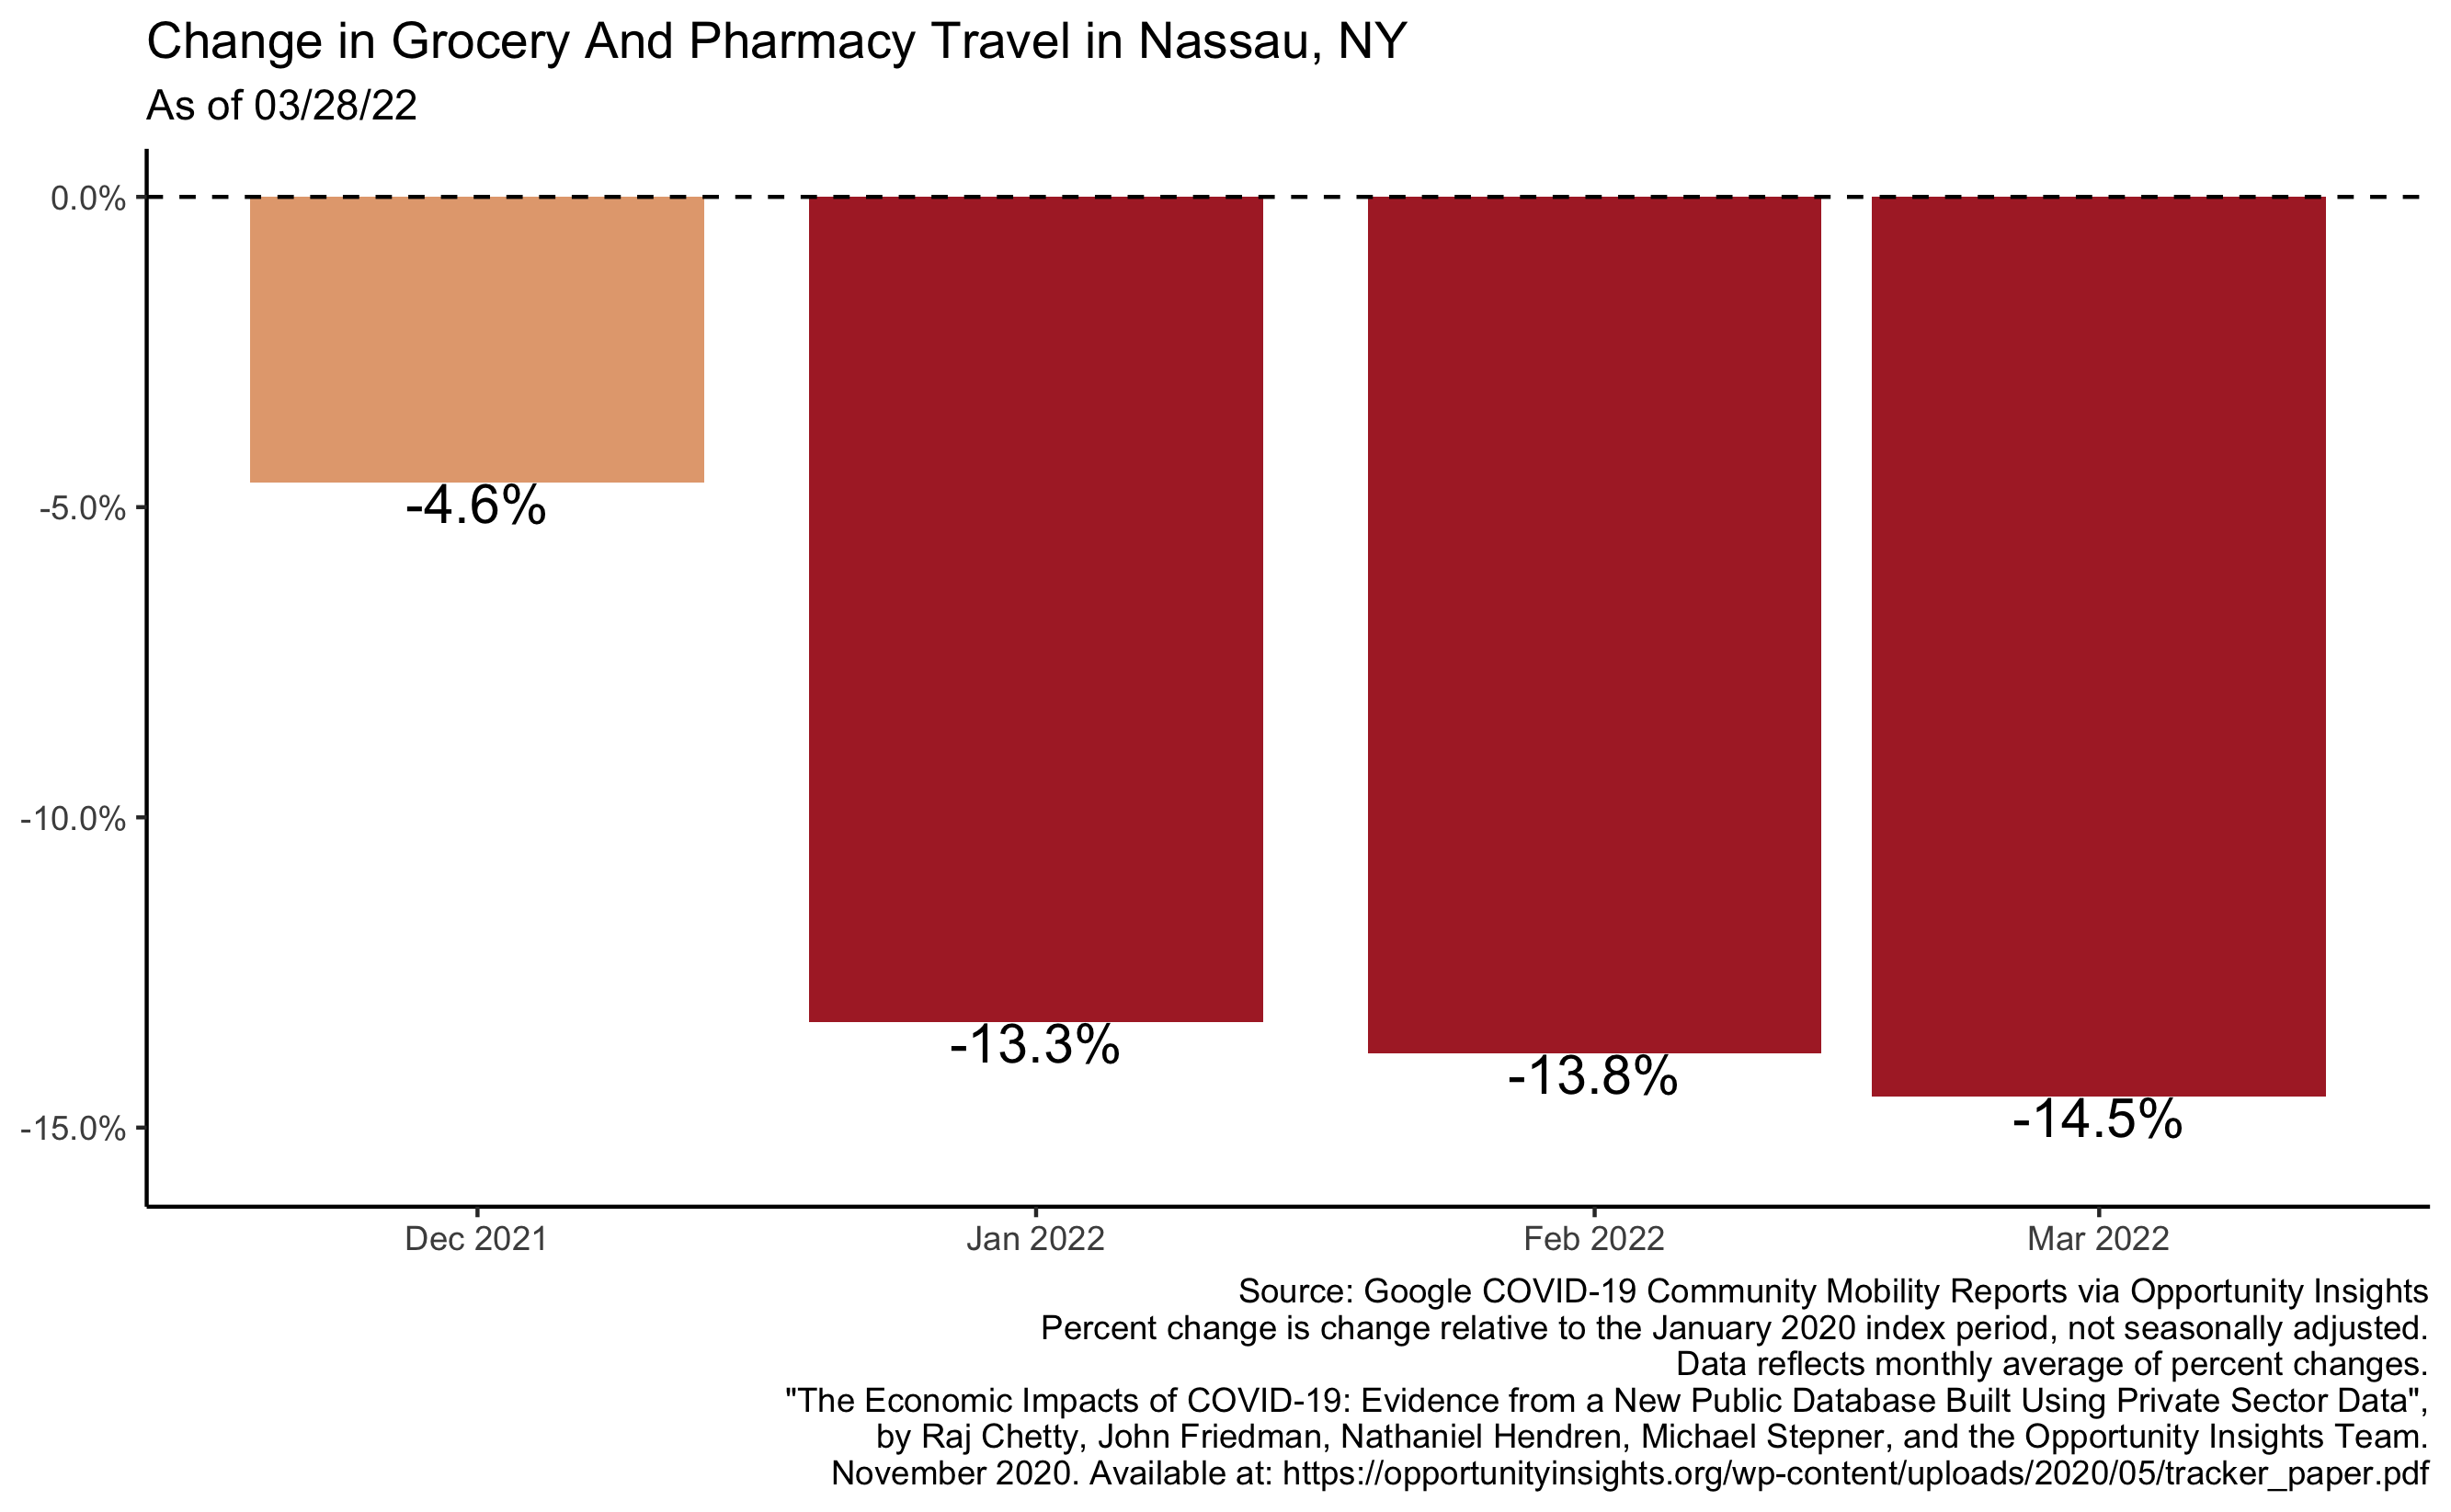 Change in Grocery And Pharmacy Travel in Nassau, NY
As of 03/28/22
0.0%
-5.0%
-10.0%
-15.0%
-4.6%
-13.3%
-13.8%
-14.5%
Dec 2021
Jan 2022
Feb 2022
Mar 2022
Source: Google COVID-19 Community Mobility Reports via Opportunity Insights
Percent change is change relative to the January 2020 index period, not seasonally adjusted.
Data reflects monthly average of percent changes.
"The Economic Impacts of COVID-19: Evidence from a New Public Database Built Using Private Sector Data",
by Raj Chetty, John Friedman, Nathaniel Hendren, Michael Stepner, and the Opportunity Insights Team.
November 2020. Available at: https://opportunityinsights.org/wp-content/uploads/2020/05/tracker_paper.pdf